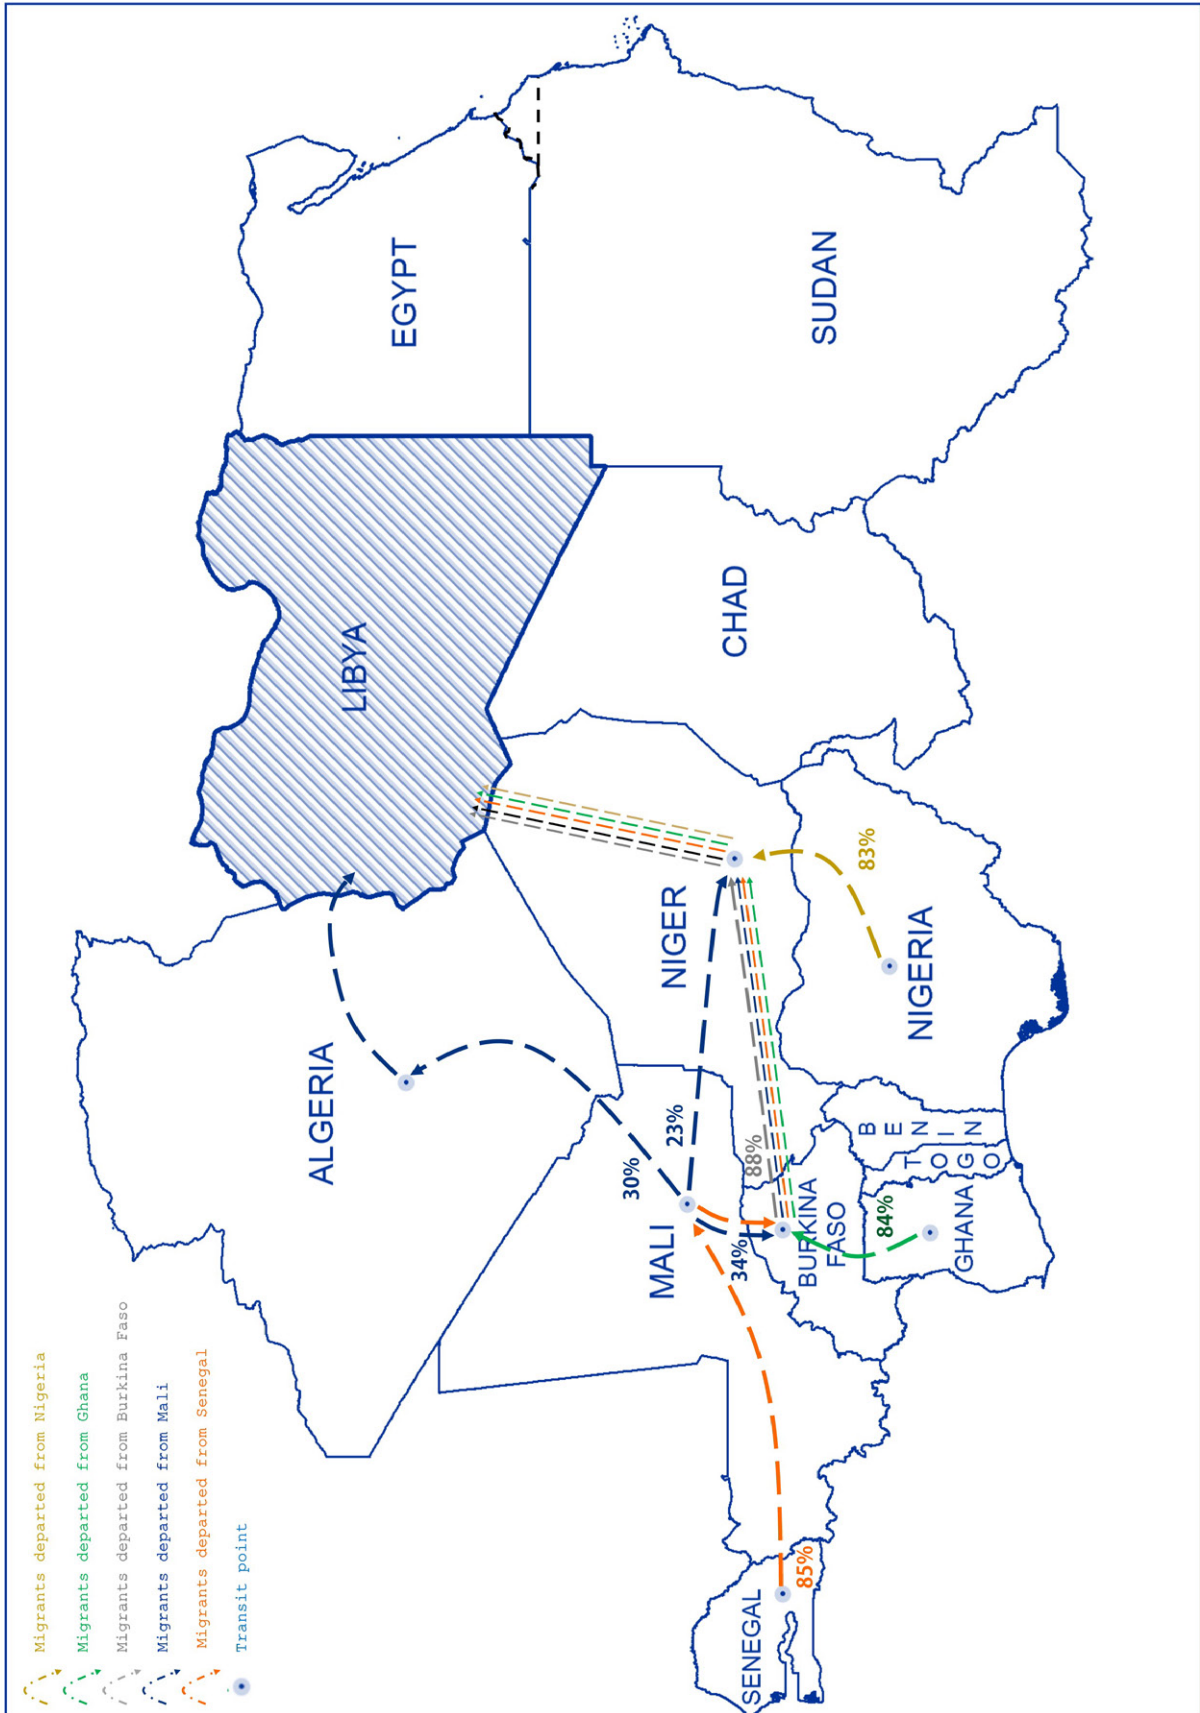 Migrants departed from Nigeria
Migrants departed from Ghana
Migrants departed from Burkina Faso
Migrants departed from Mali
Migrants departed from Senegal
Transit point
ALGERIA
LIBYA
EGYPT
MALI
30%
23%
34%
NIGER
CHAD
SUDAN
SENEGAL
85%
BURKINA
FASO
88%
84%
GHANA
TOGO
BENIN
NIGERIA
83%